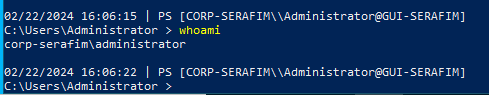 02/22/2024 16:06:15 | PS [CORP-SERAFIM\\Administrator@GUI-SERAFIM]
C:\Users\Administrator > whoami
corp-serafim\administrator
02/22/2024 16:06:22 | PS [CORP-SERAFIM\\Administrator@GUI-SERAFIM]
C:\Users\Administrator >